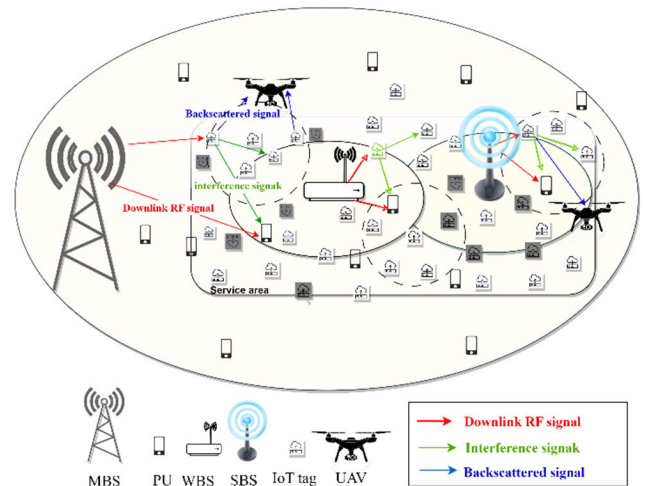 Backscattered signal
interference signak
Downlink RF signal
Service area
MBS
PU
WBS
SBS
IoT tag
UAV
Downlink RF signal
Interference signak
Backscattered signal